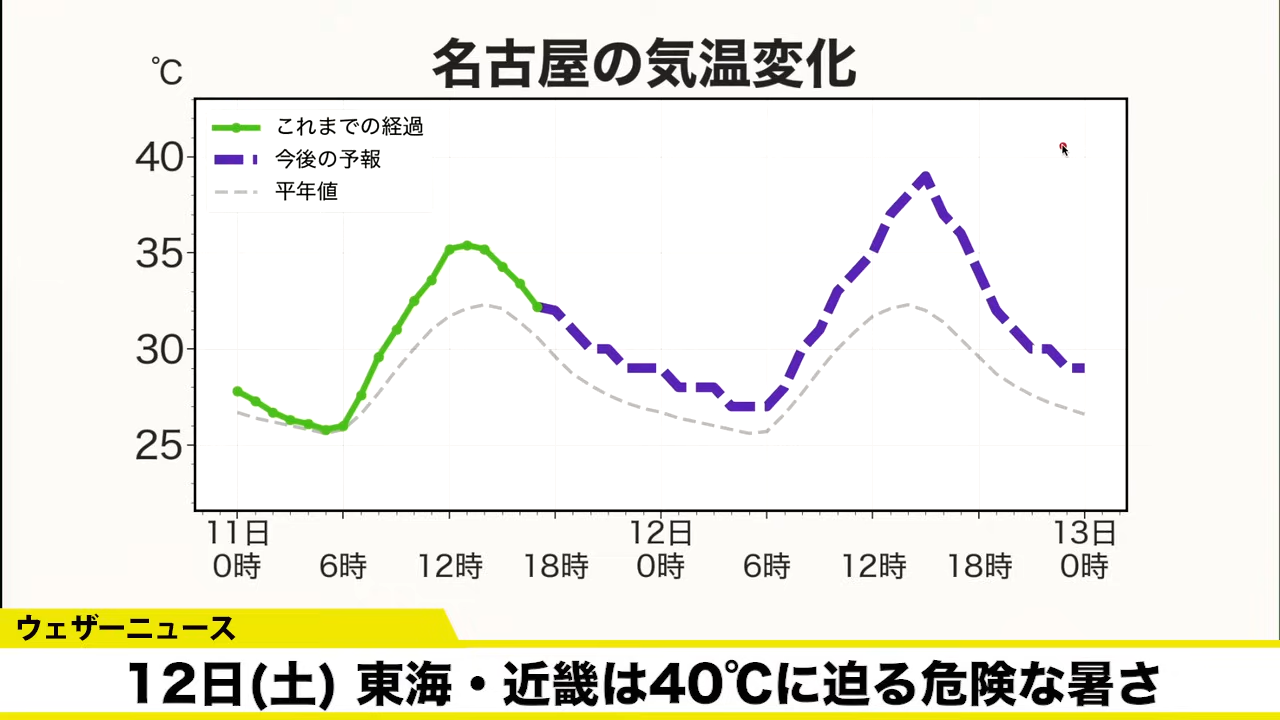 名古屋の気温変化
℃
これまでの経過
今後の予報
平年値
40
35
30
25
11日 12日 13日
0時 6時 12時 18時 0時 6時 12時 18時 0時
ウェザーニュース
12日(土) 東海・近畿は40℃に迫る危険な暑さ